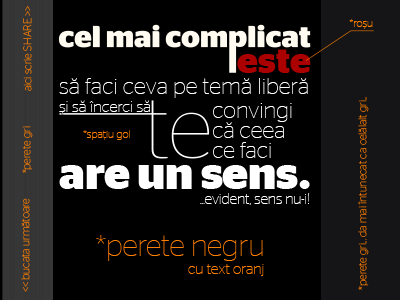 cel mai complicat
este
*roșu
să faci ceva pe temă liberă
și să încerci să
te
convingi
că ceea
ce faci
*spațiu gol
are un sens.
...evident, sens nu-i!
*perete negru
cu text oranj
aici scrie SHARE >>
*perete gri
<< bucata următoare
*perete gri, da mai întunecat ca celălalt gri.